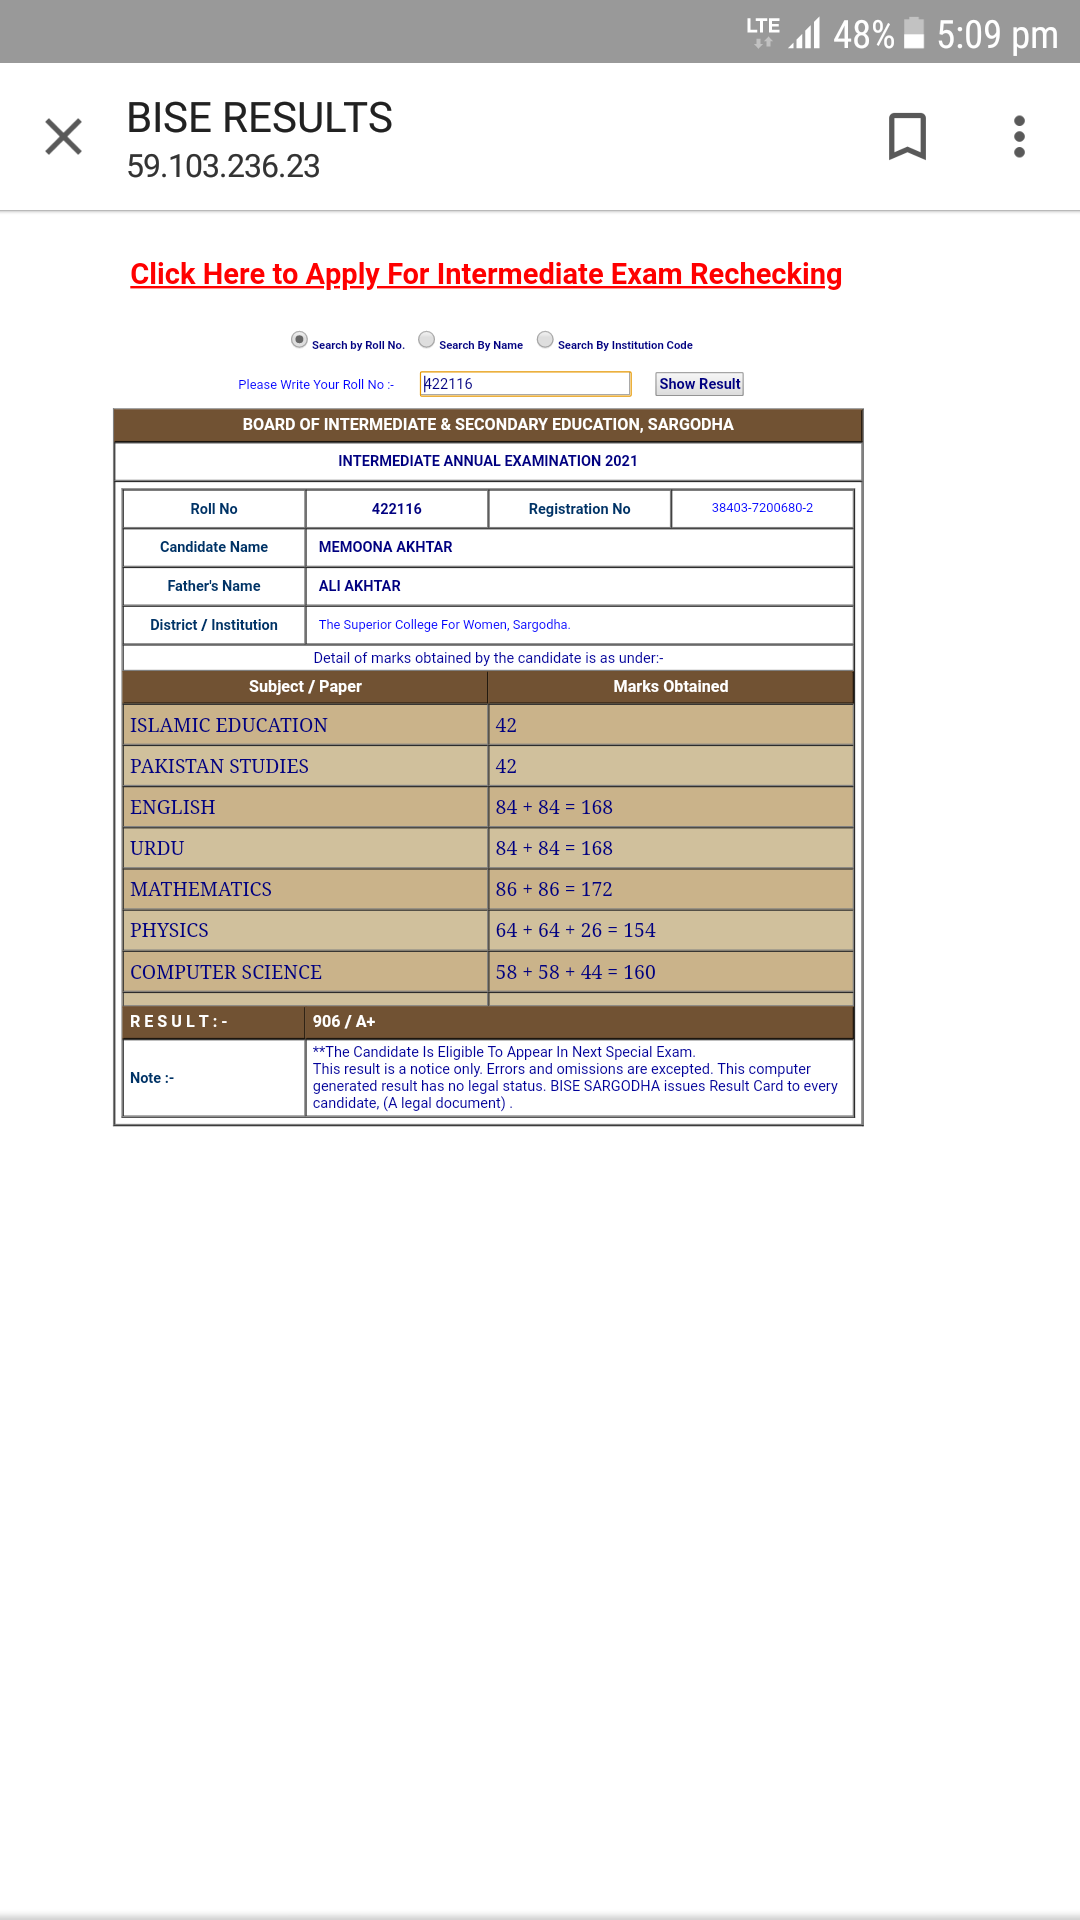 LTE 48% 5:09 pm
BISE RESULTS
59.103.236.23
Click Here to Apply For Intermediate Exam Rechecking
Search by Roll No. Search By Name Search By Institution Code
Please Write Your Roll No :- 422116 Show Result
BOARD OF INTERMEDIATE & SECONDARY EDUCATION, SARGODHA
INTERMEDIATE ANNUAL EXAMINATION 2021
Roll No 422116 Registration No 38403-7200680-2
Candidate Name MEMOONA AKHTAR
Father's Name ALI AKHTAR
District / Institution The Superior College For Women, Sargodha.
Detail of marks obtained by the candidate is as under:-
Subject / Paper Marks Obtained
ISLAMIC EDUCATION 42
PAKISTAN STUDIES 42
ENGLISH 84 + 84 = 168
URDU 84 + 84 = 168
MATHEMATICS 86 + 86 = 172
PHYSICS 64 + 64 + 26 = 154
COMPUTER SCIENCE 58 + 58 + 44 = 160
R E S U L T : - 906 / A+
**The Candidate Is Eligible To Appear In Next Special Exam.
Note :- This result is a notice only. Errors and omissions are excepted. This computer
generated result has no legal status. BISE SARGODHA issues Result Card to every
candidate, (A legal document) .